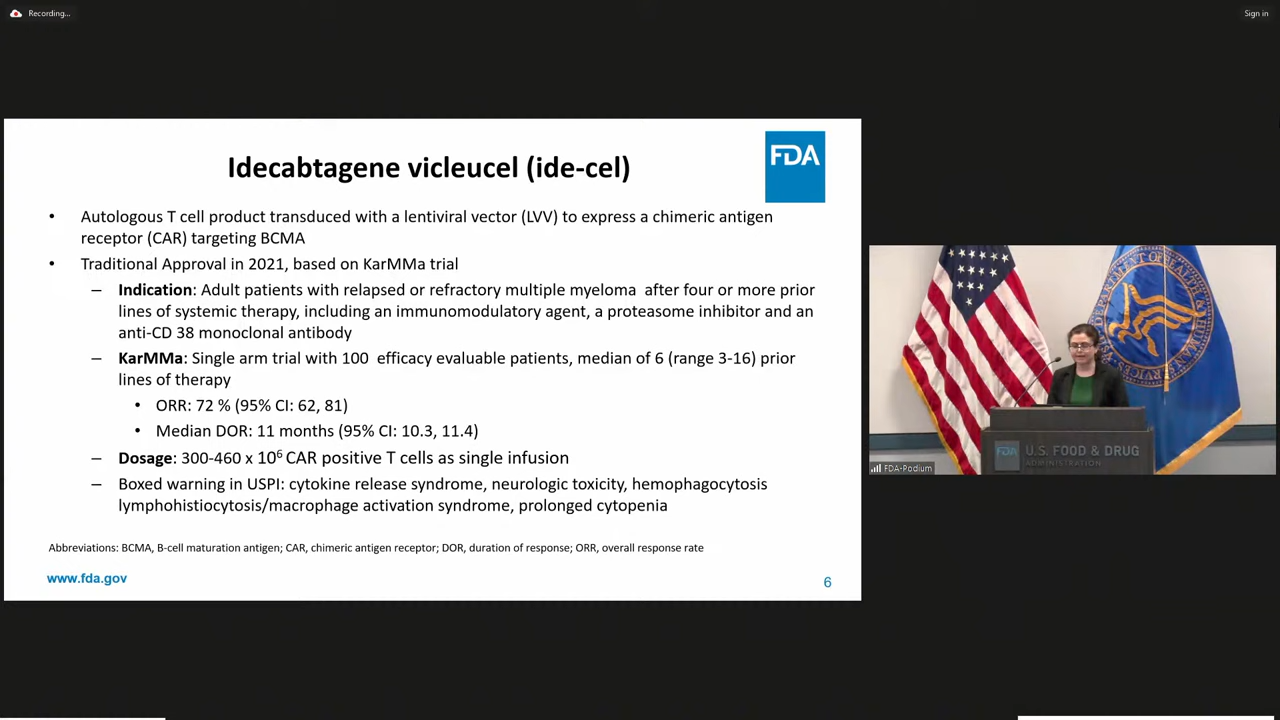 Recording...
Sign in
FDA
Idecabtagene vicleucel (ide-cel)
• Autologous T cell product transduced with a lentiviral vector (LVV) to express a chimeric antigen
receptor (CAR) targeting BCMA
• Traditional Approval in 2021, based on KarMMa trial
– Indication: Adult patients with relapsed or refractory multiple myeloma after four or more prior
lines of systemic therapy, including an immunomodulatory agent, a proteasome inhibitor and an
anti-CD 38 monoclonal antibody
– KarMMa: Single arm trial with 100 efficacy evaluable patients, median of 6 (range 3-16) prior
lines of therapy
• ORR: 72 % (95% CI: 62, 81)
• Median DOR: 11 months (95% CI: 10.3, 11.4)
– Dosage: 300-460 x 10⁶ CAR positive T cells as single infusion
– Boxed warning in USPI: cytokine release syndrome, neurologic toxicity, hemophagocytosis
lymphohistiocytosis/macrophage activation syndrome, prolonged cytopenia
Abbreviations: BCMA, B-cell maturation antigen; CAR, chimeric antigen receptor; DOR, duration of response; ORR, overall response rate
www.fda.gov
6
DEPARTMENT OF HEALTH & HUMAN SERVICES
FDA U.S. FOOD & DRUG
ADMINISTRATION
FDA-Podium